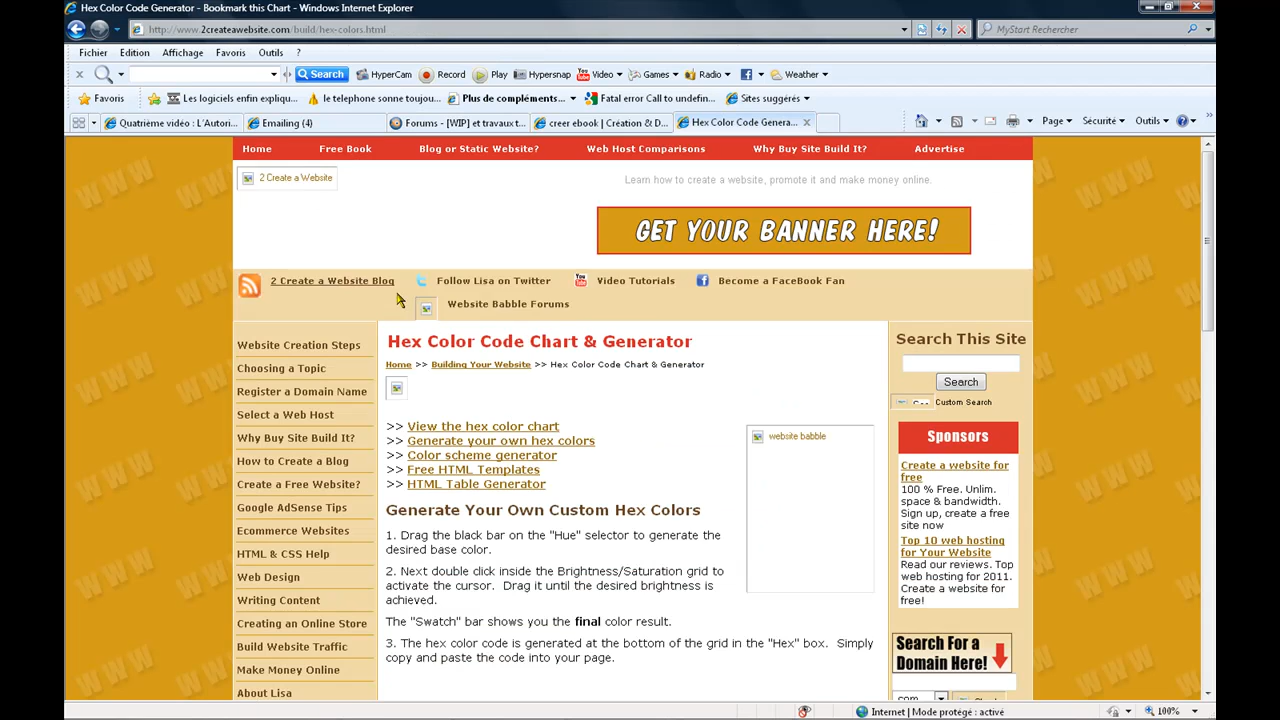 Hex Color Code Generator - Bookmark this Chart - Windows Internet Explorer
http://www.2createawebsite.com/build/hex-colors.html
MyStart Rechercher
Fichier Edition Affichage Favoris Outils ?
Search HyperCam Record Play Hypersnap Video Games Radio Weather
Favoris Les logiciels enfin explique... le telephone sonne toujou... Plus de compléments... Fatal error Call to undefin... Sites suggérés
Quatrième vidéo : L'Autori... Emailing (4) Forums - [WIP] et travaux t... creer ebook | Création & D... Hex Color Code Genera... Page Sécurité Outils
Home Free Book Blog or Static Website? Web Host Comparisons Why Buy Site Build It? Advertise
2 Create a Website
Learn how to create a website, promote it and make money online.
GET YOUR BANNER HERE!
2 Create a Website Blog Follow Lisa on Twitter You Tube Video Tutorials Become a FaceBook Fan
Website Babble Forums
Website Creation Steps
Choosing a Topic
Register a Domain Name
Select a Web Host
Why Buy Site Build It?
How to Create a Blog
Create a Free Website?
Google AdSense Tips
Ecommerce Websites
HTML & CSS Help
Web Design
Writing Content
Creating an Online Store
Build Website Traffic
Make Money Online
About Lisa
Hex Color Code Chart & Generator
Home >> Building Your Website >> Hex Color Code Chart & Generator
>> View the hex color chart
>> Generate your own hex colors
>> Color scheme generator
>> Free HTML Templates
>> HTML Table Generator
website babble
Generate Your Own Custom Hex Colors
1. Drag the black bar on the "Hue" selector to generate the
desired base color.
2. Next double click inside the Brightness/Saturation grid to
activate the cursor. Drag it until the desired brightness is
achieved.
The "Swatch" bar shows you the final color result.
3. The hex color code is generated at the bottom of the grid in the "Hex" box. Simply
copy and paste the code into your page.
Search This Site
Search
Custom Search
Sponsors
Create a website for
free
100 % Free. Unlim.
space & bandwidth.
Sign up, create a free
site now
Top 10 web hosting
for Your Website
Read our reviews. Top
web hosting for 2011.
Create a website for
free!
Search For a
Domain Here!
Internet | Mode protégé : activé
100%